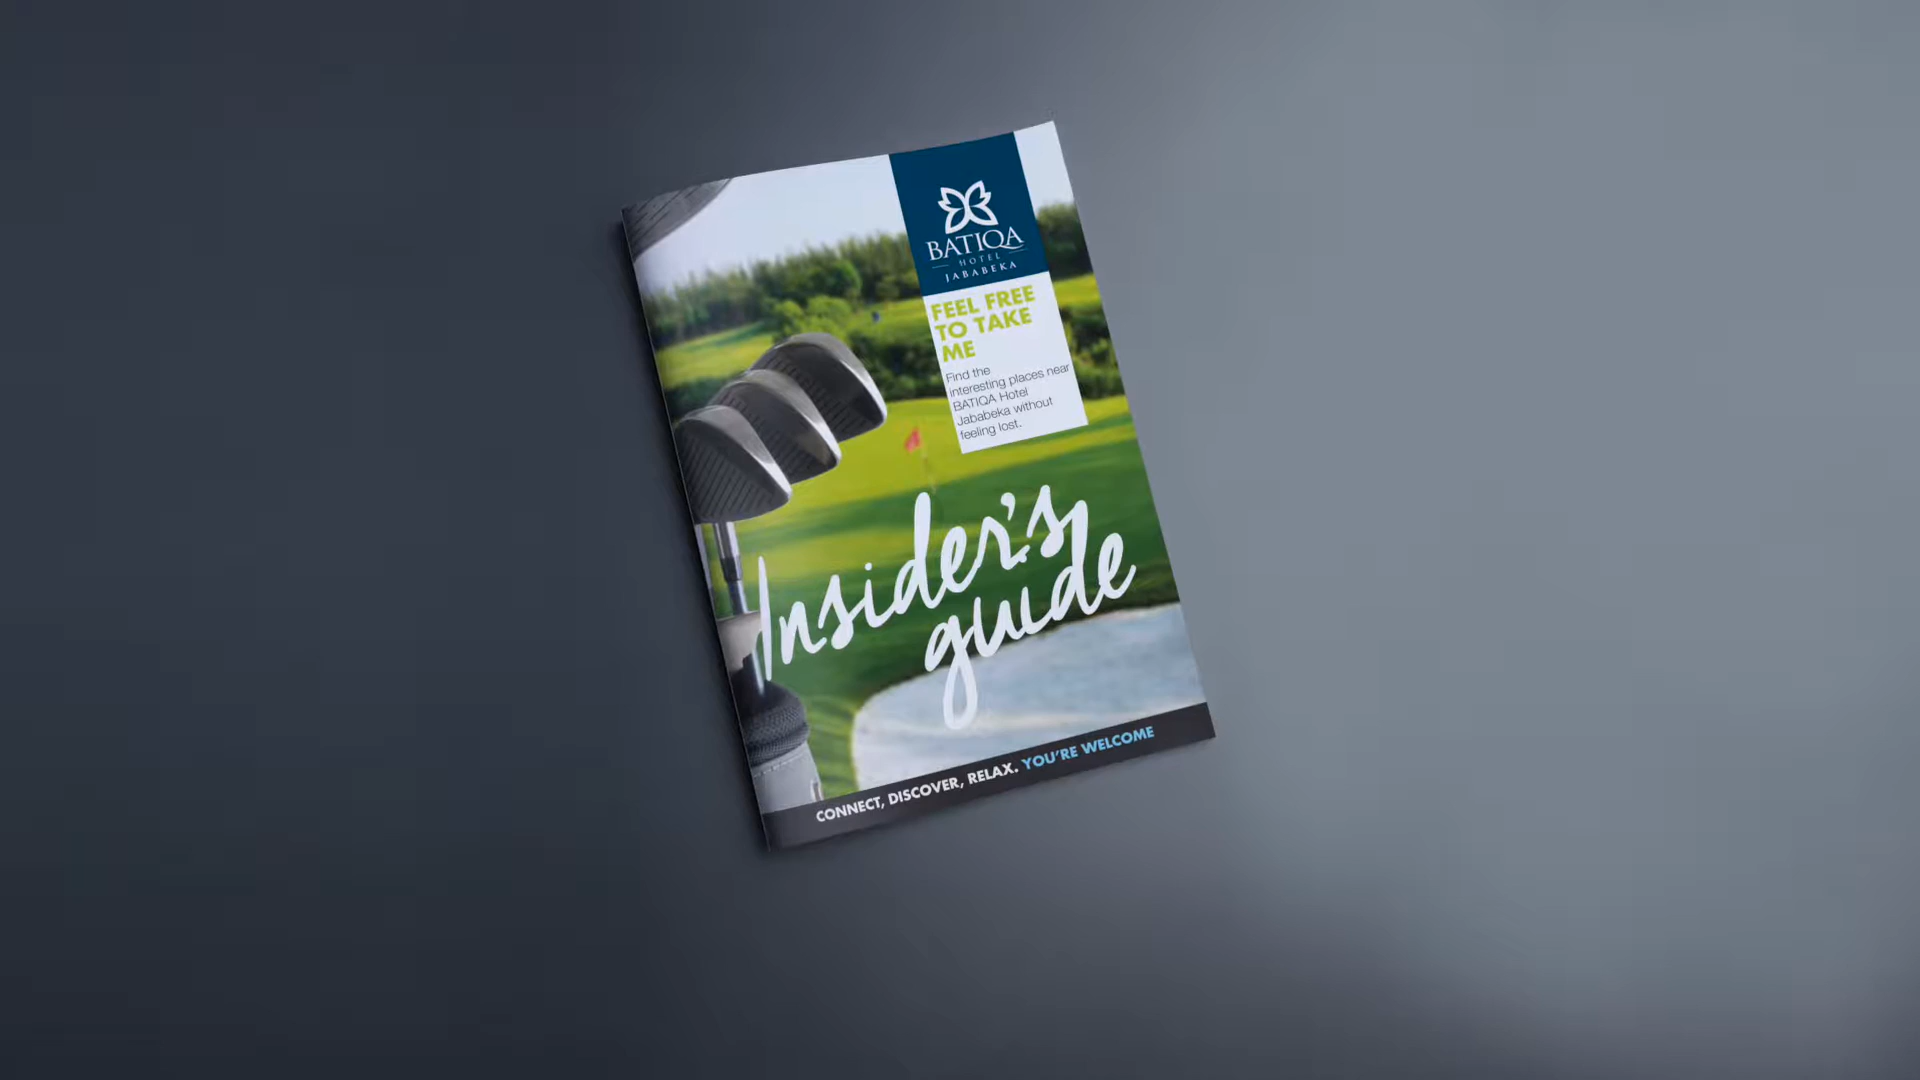 BATIQA
HOTEL
JABABEKA
FEEL FREE
TO TAKE
ME
Find the
interesting places near
BATIQA Hotel
Jababeka without
feeling lost.
Insider's
guide
CONNECT, DISCOVER, RELAX. YOU'RE WELCOME